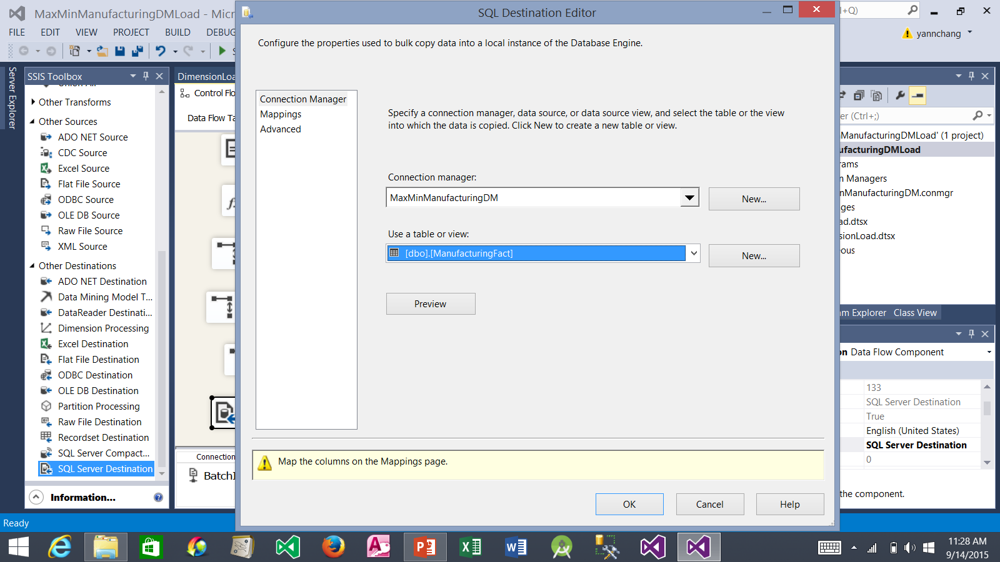 MaxMinManufacturingDMLoad - Micr
FILE EDIT VIEW PROJECT BUILD DEBUG
SQL Destination Editor
+Q)
yannchang
Server Explorer
SSIS Toolbox
Other Transforms
Other Sources
ADO NET Source
CDC Source
Excel Source
Flat File Source
ODBC Source
OLE DB Source
Raw File Source
XML Source
Other Destinations
ADO NET Destination
Data Mining Model T...
DataReader Destinati...
Dimension Processing
Excel Destination
Flat File Destination
ODBC Destination
OLE DB Destination
Partition Processing
Raw File Destination
Recordset Destination
SQL Server Compact...
SQL Server Destination
Information...
DimensionLoa
Control Flo
Data Flow Ta
Connection
BatchI
Configure the properties used to bulk copy data into a local instance of the Database Engine.
Connection Manager
Mappings
Advanced
Specify a connection manager, data source, or data source view, and select the table or the view
into which the data is copied. Click New to create a new table or view.
Connection manager:
MaxMinManufacturingDM
New...
Use a table or view:
[dbo].[ManufacturingFact]
New...
Preview
Map the columns on the Mappings page.
OK Cancel Help
er (Ctrl+;)
ManufacturingDMLoad' (1 project)
ufacturingDMLoad
rams
n Managers
nManufacturingDM.conmgr
ges
ad.dtsx
sionLoad.dtsx
eous
am Explorer Class View
on Data Flow Component
133
SQL Server Destination
True
English (United States)
SQL Server Destination
0
the component.
Ready
11:28 AM
9/14/2015